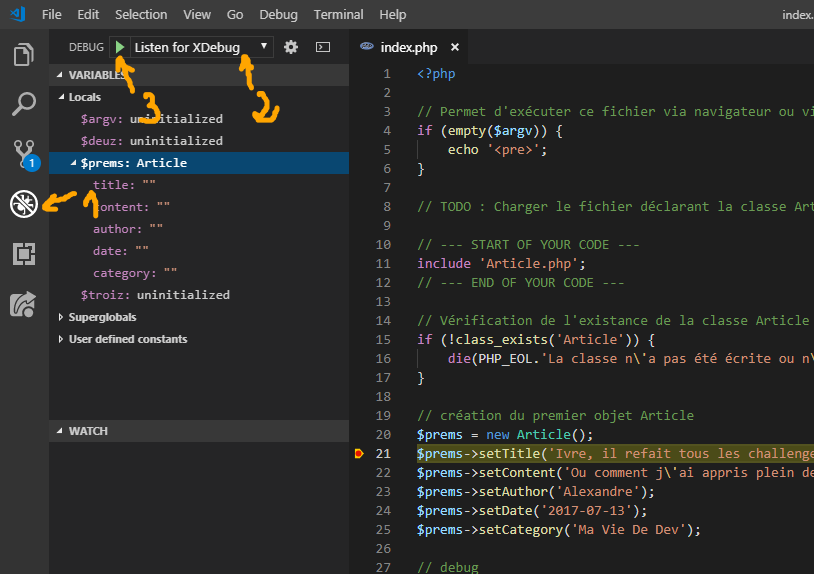 File Edit Selection View Go Debug Terminal Help index.
DEBUG Listen for XDebug
3 2
VARIABLES
Locals
$argv: uninitialized
$deuz: uninitialized
$prems: Article
title: ""
1
content: ""
author: ""
date: ""
category: ""
$troiz: uninitialized
Superglobals
User defined constants
WATCH
1
index.php ×
1 <?php
2
3 // Permet d'exécuter ce fichier via navigateur ou vi
4 if (empty($argv)) {
5 echo '<pre>';
6 }
7
8 // TODO : Charger le fichier déclarant la classe Art
9
10 // --- START OF YOUR CODE ---
11 include 'Article.php';
12 // --- END OF YOUR CODE ---
13
14 // Vérification de l'existance de la classe Article
15 if (!class_exists('Article')) {
16 die(PHP_EOL.'La classe n\'a pas été écrite ou n\
17 }
18
19 // création du premier objet Article
20 $prems = new Article();
21 $prems->setTitle('Ivre, il refait tous les challenge
22 $prems->setContent('Ou comment j\'ai appris plein de
23 $prems->setAuthor('Alexandre');
24 $prems->setDate('2017-07-13');
25 $prems->setCategory('Ma Vie De Dev');
26
27 // debug